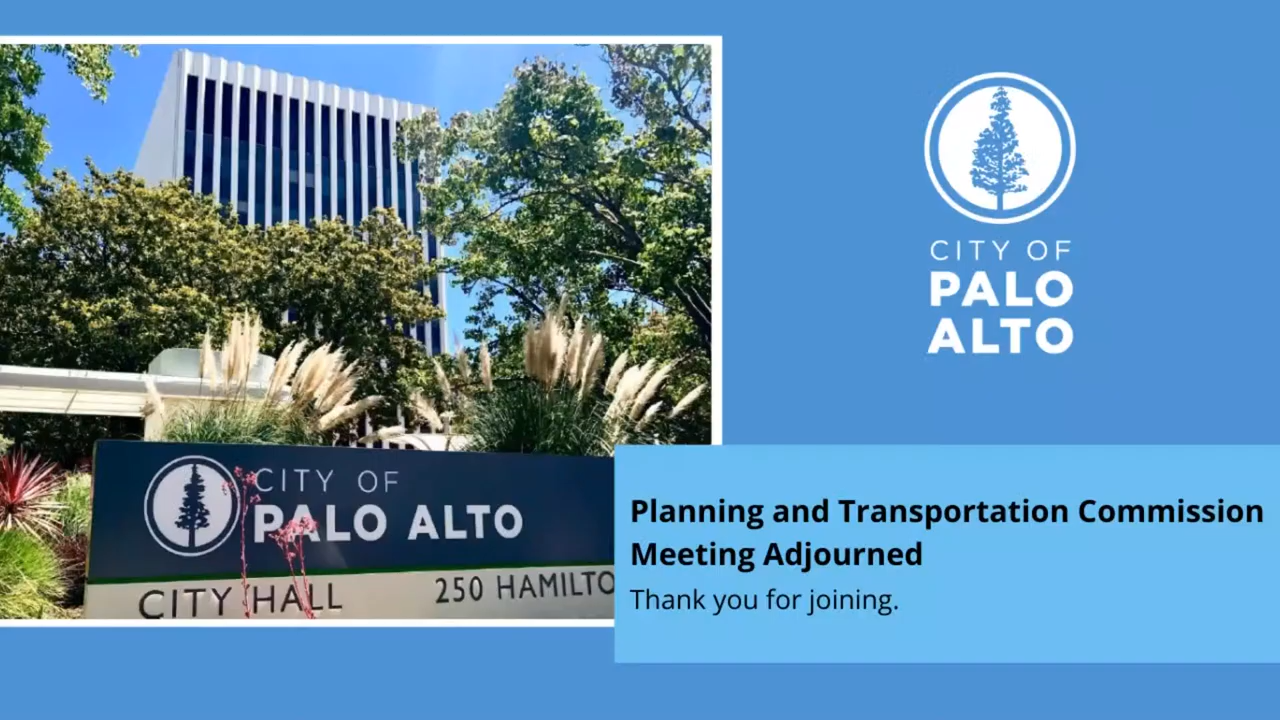 CITY OF
PALO
ALTO
CITY OF
PALO ALTO
CITY HALL
250 HAMILTO
Planning and Transportation Commission
Meeting Adjourned
Thank you for joining.